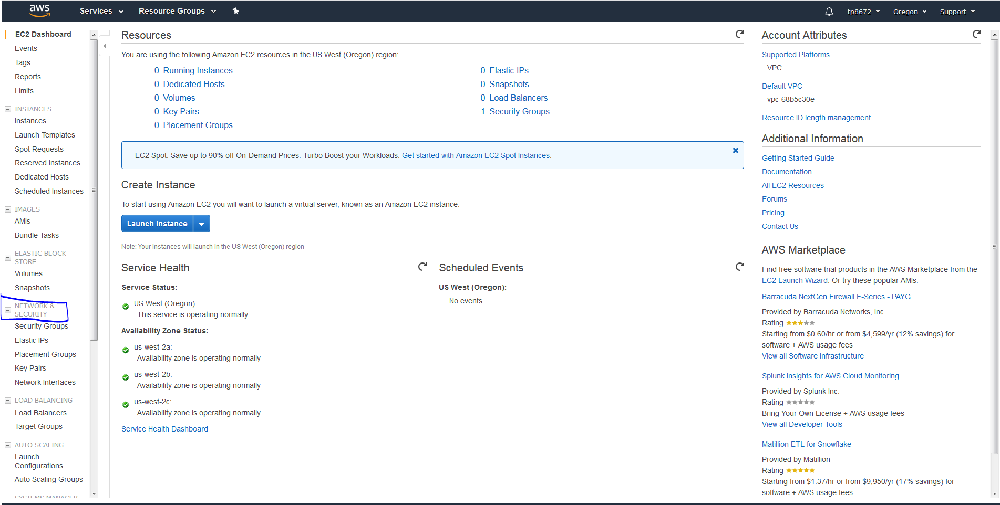 aws
Services
Resource Groups
tp8672
Oregon
Support
EC2 Dashboard
Events
Tags
Reports
Limits
INSTANCES
Instances
Launch Templates
Spot Requests
Reserved Instances
Dedicated Hosts
Scheduled Instances
IMAGES
AMIs
Bundle Tasks
ELASTIC BLOCK
STORE
Volumes
Snapshots
NETWORK &
SECURITY
Security Groups
Elastic IPs
Placement Groups
Key Pairs
Network Interfaces
LOAD BALANCING
Load Balancers
Target Groups
AUTO SCALING
Launch
Configurations
Auto Scaling Groups
SYSTEMS MANAGER
Resources
You are using the following Amazon EC2 resources in the US West (Oregon) region:
0 Running Instances
0 Dedicated Hosts
0 Volumes
0 Key Pairs
0 Placement Groups
0 Elastic IPs
0 Snapshots
0 Load Balancers
1 Security Groups
EC2 Spot. Save up to 90% off On-Demand Prices. Turbo Boost your Workloads. Get started with Amazon EC2 Spot Instances.
Create Instance
To start using Amazon EC2 you will want to launch a virtual server, known as an Amazon EC2 instance.
Launch Instance
Note: Your instances will launch in the US West (Oregon) region
Service Health
Service Status:
US West (Oregon):
This service is operating normally
Availability Zone Status:
us-west-2a:
Availability zone is operating normally
us-west-2b:
Availability zone is operating normally
us-west-2c:
Availability zone is operating normally
Service Health Dashboard
Scheduled Events
US West (Oregon):
No events
Account Attributes
Supported Platforms
VPC
Default VPC
vpc-68b5c30e
Resource ID length management
Additional Information
Getting Started Guide
Documentation
All EC2 Resources
Forums
Pricing
Contact Us
AWS Marketplace
Find free software trial products in the AWS Marketplace from the
EC2 Launch Wizard. Or try these popular AMIs:
Barracuda NextGen Firewall F-Series - PAYG
Provided by Barracuda Networks, Inc.
Rating
Starting from $0.60/hr or from $4,599/yr (12% savings) for
software + AWS usage fees
View all Software Infrastructure
Splunk Insights for AWS Cloud Monitoring
Provided by Splunk Inc.
Rating
Bring Your Own License + AWS usage fees
View all Developer Tools
Matillion ETL for Snowflake
Provided by Matillion
Rating
Starting from $1.37/hr or from $9,950/yr (17% savings) for
software + AWS usage fees